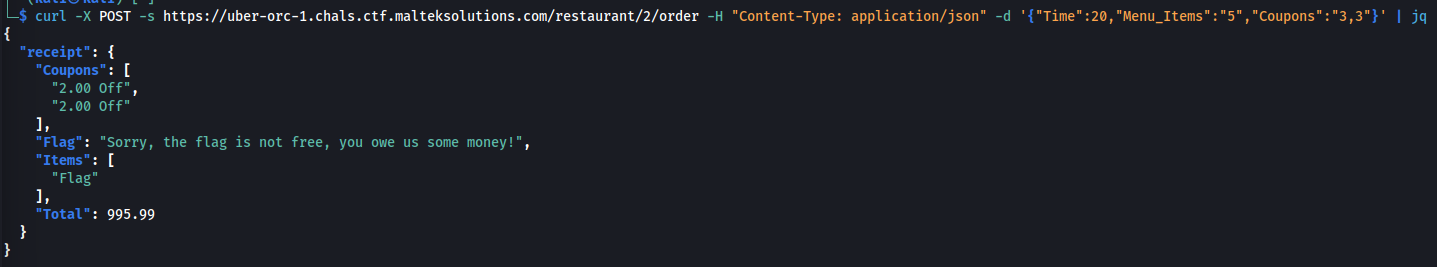 $ curl -X POST -s https://uber-orc-1.chals.ctf.malteksolutions.com/restaurant/2/order -H "Content-Type: application/json" -d '{"Time":20,"Menu_Items":"5","Coupons":"3,3"}' | jq
{
  "receipt": {
    "Coupons": [
      "2.00 Off",
      "2.00 Off"
    ],
    "Flag": "Sorry, the flag is not free, you owe us some money!",
    "Items": [
      "Flag"
    ],
    "Total": 995.99
  }
}